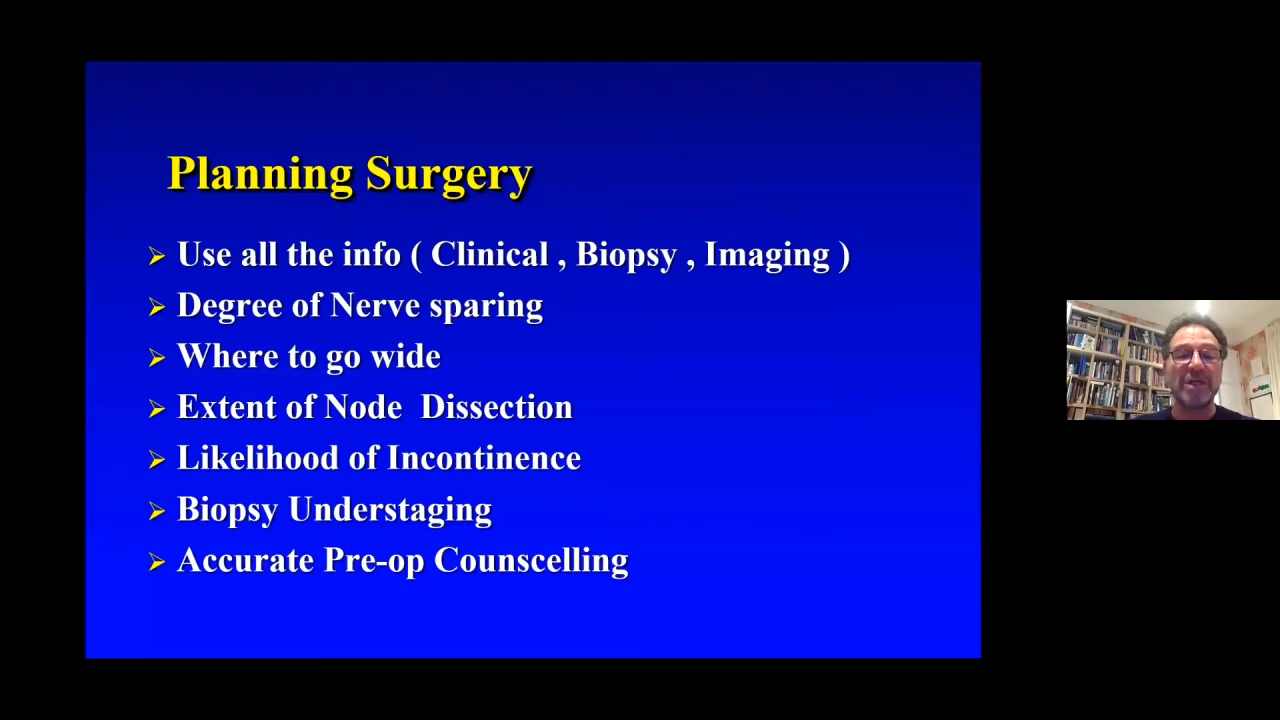 Planning Surgery
Use all the info ( Clinical , Biopsy , Imaging )
Degree of Nerve sparing
Where to go wide
Extent of Node Dissection
Likelihood of Incontinence
Biopsy Understaging
Accurate Pre-op Counscelling